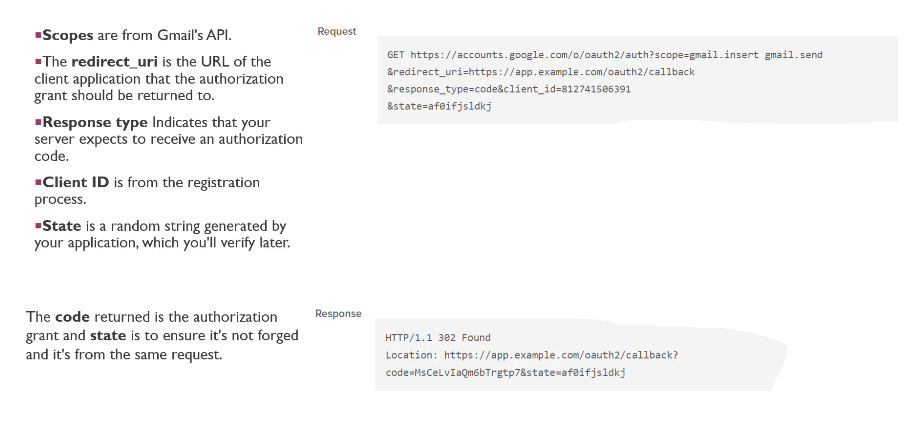 ▪Scopes are from Gmail's API.
▪The redirect_uri is the URL of the
client application that the authorization
grant should be returned to.
▪Response type Indicates that your
server expects to receive an authorization
code.
▪Client ID is from the registration
process.
▪State is a random string generated by
your application, which you'll verify later.
Request
GET https://accounts.google.com/o/oauth2/auth?scope=gmail.insert gmail.send
&redirect_uri=https://app.example.com/oauth2/callback
&response_type=code&client_id=812741506391
&state=af0ifjsldkj
The code returned is the authorization
grant and state is to ensure it's not forged
and it's from the same request.
Response
HTTP/1.1 302 Found
Location: https://app.example.com/oauth2/callback?
code=MsCeLvIaQm6bTrgtp7&state=af0ifjsldkj